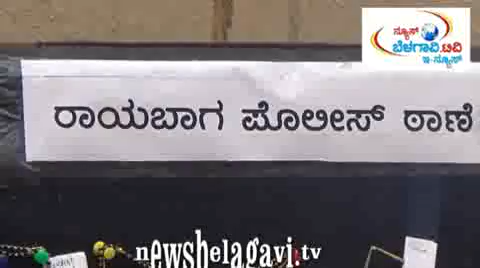 ನ್ಯೂಸ್
ಬೆಳಗಾವಿ.ಟಿವಿ
ಇ-ನ್ಯೂಸ್
ರಾಯಬಾಗ ಪೊಲೀಸ್ ಠಾಣೆ
newsbelagavi.tv